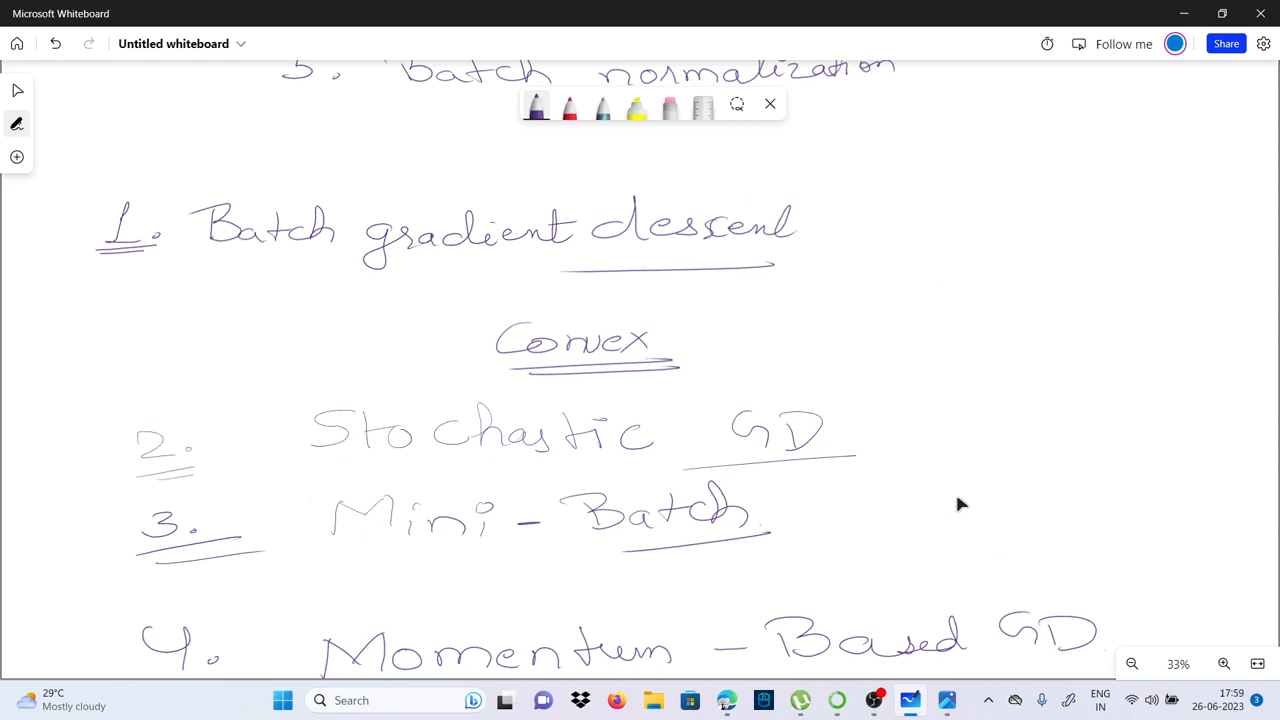 Microsoft Whiteboard
Untitled whiteboard
Follow me
Share
5. Batch normalization
1. Batch gradient descent
Convex
2. Stochastic GD
3. Mini - Batch
4. Momentum - Based GD
33%
29°C
Mostly cloudy
Search
ENG
IN
17:59
26-06-2023
3